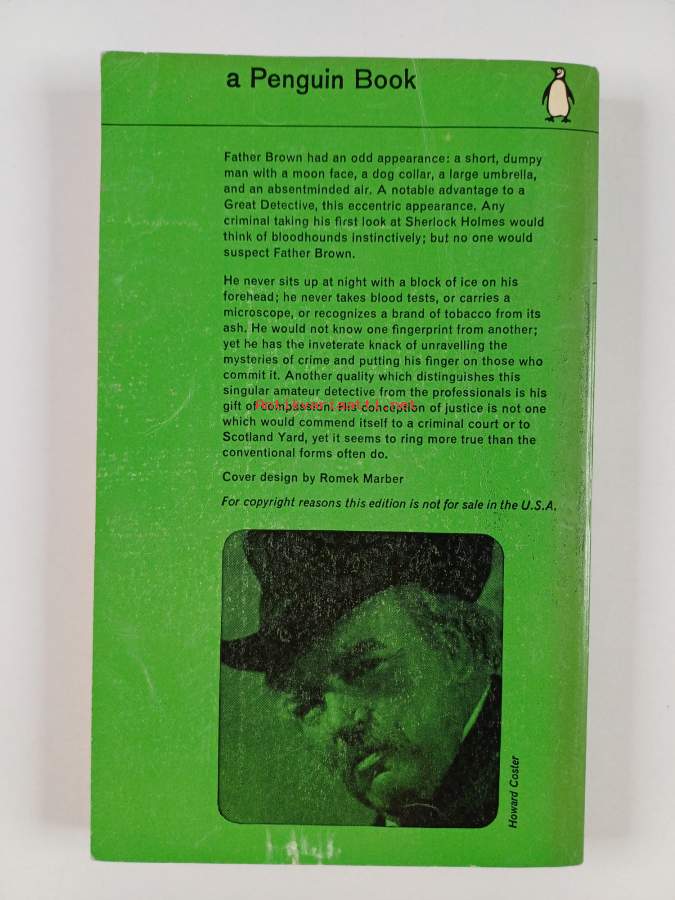 a Penguin Book
Father Brown had an odd appearance: a short, dumpy
man with a moon face, a dog collar, a large umbrella,
and an absentminded air. A notable advantage to a
Great Detective, this eccentric appearance. Any
criminal taking his first look at Sherlock Holmes would
think of bloodhounds instinctively; but no one would
suspect Father Brown.
He never sits up at night with a block of ice on his
forehead; he never takes blood tests, or carries a
microscope, or recognizes a brand of tobacco from its
ash. He would not know one fingerprint from another;
yet he has the inveterate knack of unravelling the
mysteries of crime and putting his finger on those who
commit it. Another quality which distinguishes this
singular amateur detective from the professionals is his
gift of compassion. His conception of justice is not one
which would commend itself to a criminal court or to
Scotland Yard, yet it seems to ring more true than the
conventional forms often do.
Cover design by Romek Marber
For copyright reasons this edition is not for sale in the U.S.A.
Howard Coster